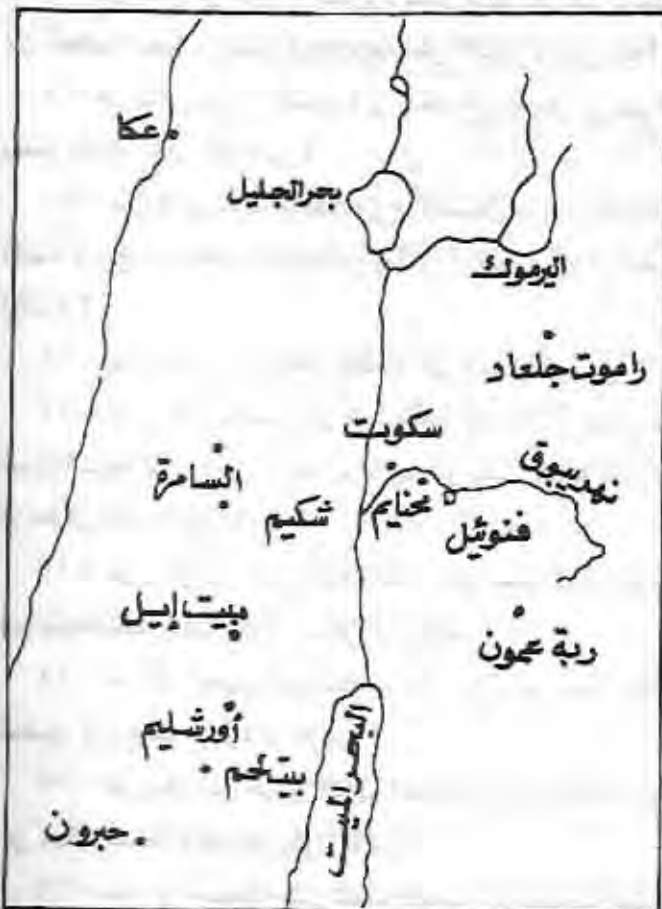 عكا
بحر الجليل
اليرموك
راموت جلعاد
سكوت
نهر يبوق
السامرة
شكيم
محنايم
فنوئيل
بيت إيل
ربة عمون
أورشليم
البحر الميت
بيت لحم
حبرون